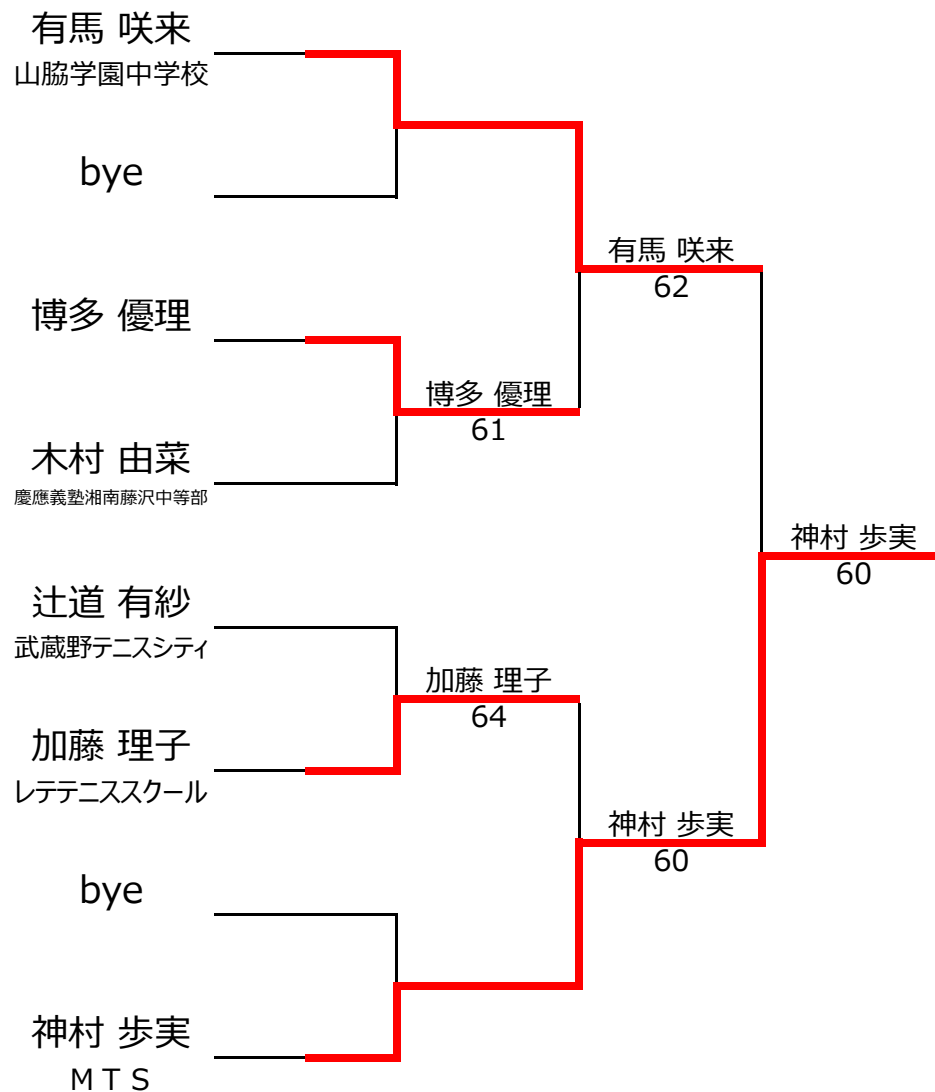 有馬 咲来
山脇学園中学校
bye
博多 優理
木村 由菜
慶應義塾湘南藤沢中等部
辻道 有紗
武蔵野テニスシティ
加藤 理子
レテテニススクール
bye
神村 歩実
ＭＴＳ
博多 優理
61
加藤 理子
64
有馬 咲来
62
神村 歩実
60
神村 歩実
60